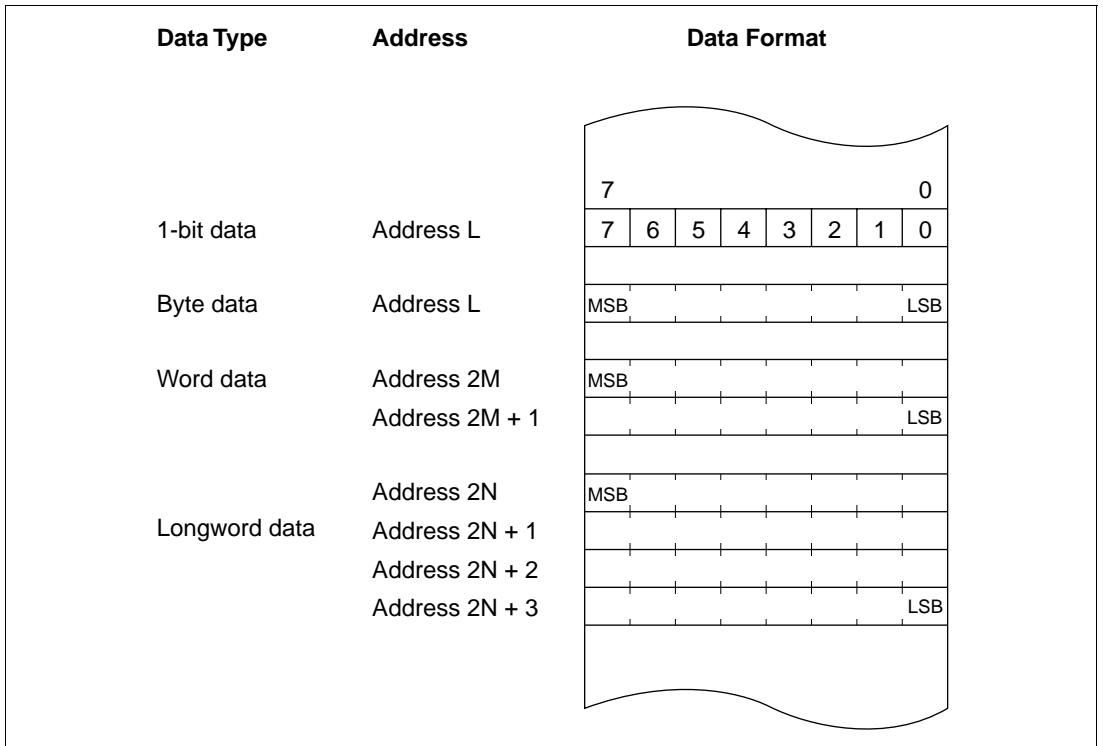 Data Type Address Data Format
7 0
1-bit data Address L 7 6 5 4 3 2 1 0
Byte data Address L MSB LSB
Word data Address 2M MSB
Address 2M + 1 LSB
Address 2N MSB
Longword data Address 2N + 1
Address 2N + 2
Address 2N + 3 LSB